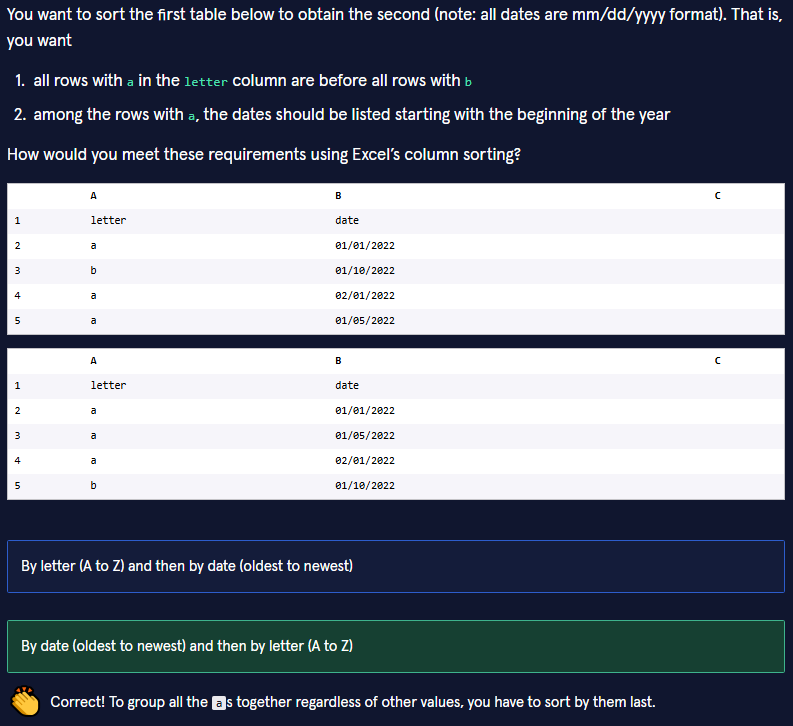 You want to sort the first table below to obtain the second (note: all dates are mm/dd/yyyy format). That is,
you want
1. all rows with a in the letter column are before all rows with b
2. among the rows with a, the dates should be listed starting with the beginning of the year
How would you meet these requirements using Excel’s column sorting?
A B C
1 letter date
2 a 01/01/2022
3 b 01/10/2022
4 a 02/01/2022
5 a 01/05/2022
A B C
1 letter date
2 a 01/01/2022
3 a 01/05/2022
4 a 02/01/2022
5 b 01/10/2022
By letter (A to Z) and then by date (oldest to newest)
By date (oldest to newest) and then by letter (A to Z)
Correct! To group all the as together regardless of other values, you have to sort by them last.